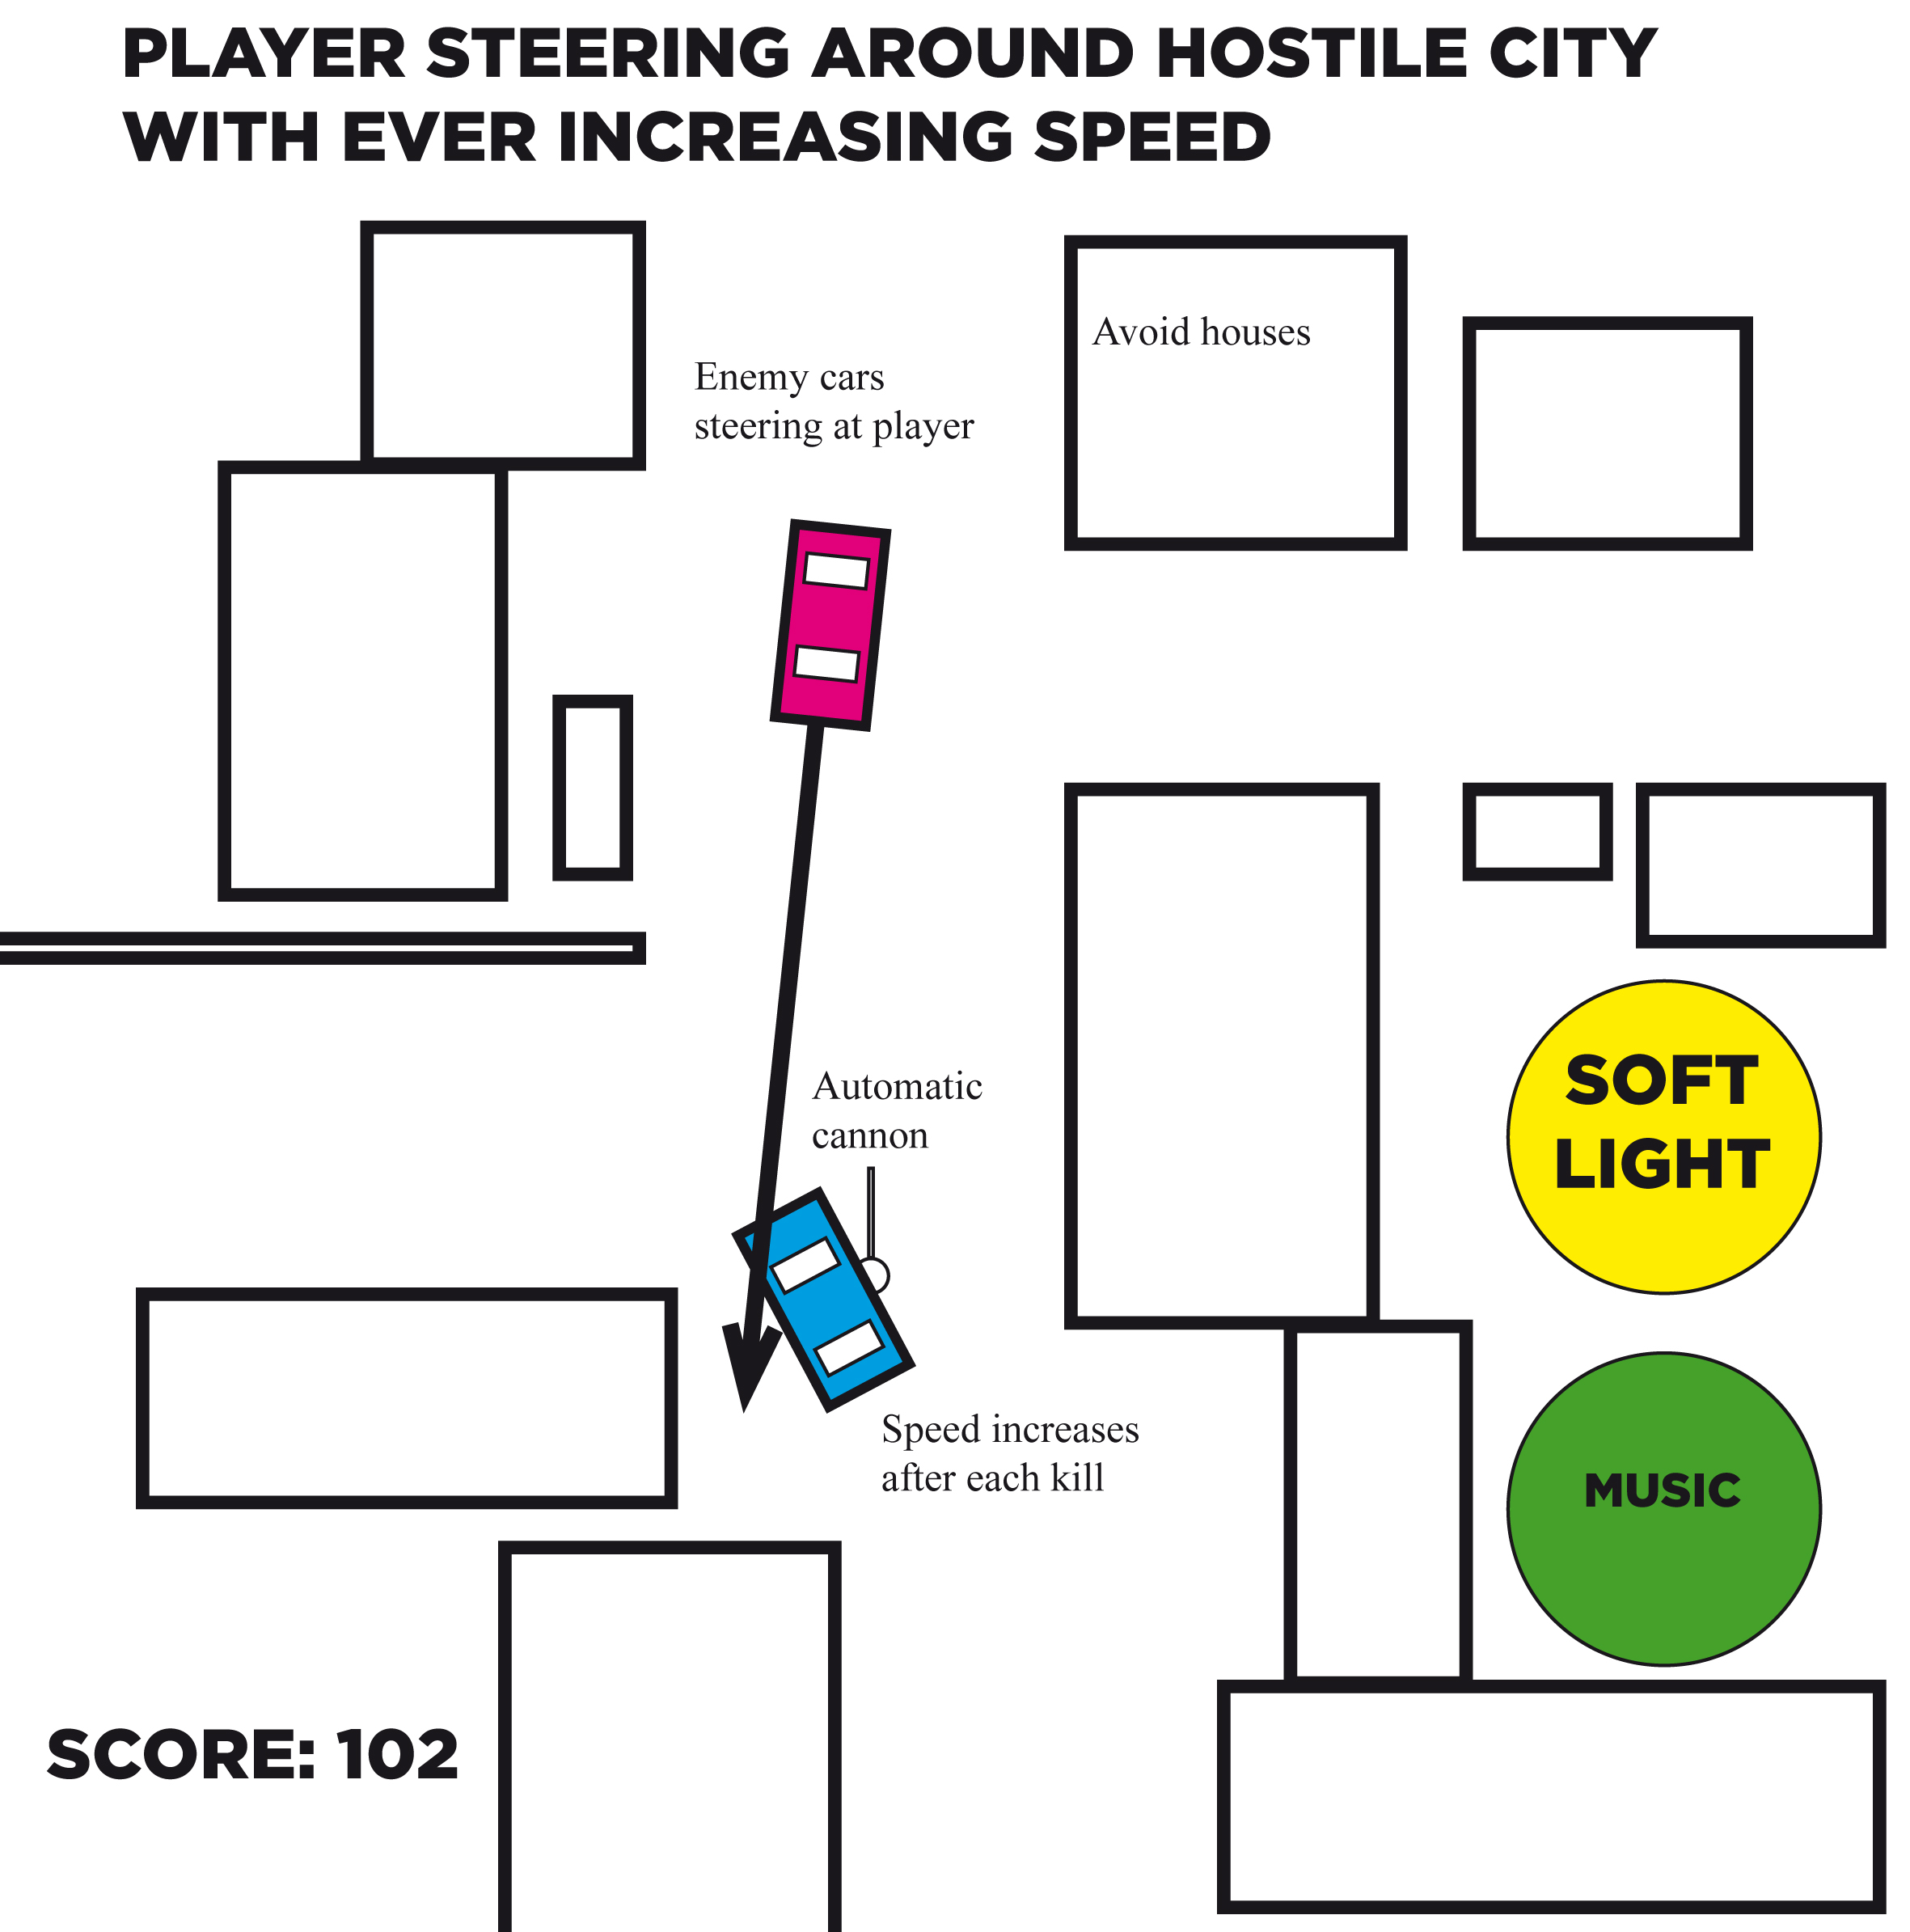 PLAYER STEERING AROUND HOSTILE CITY
WITH EVER INCREASING SPEED
Avoid houses
Enemy cars
steering at player
Automatic
cannon
SOFT
LIGHT
Speed increases
after each kill
MUSIC
SCORE: 102